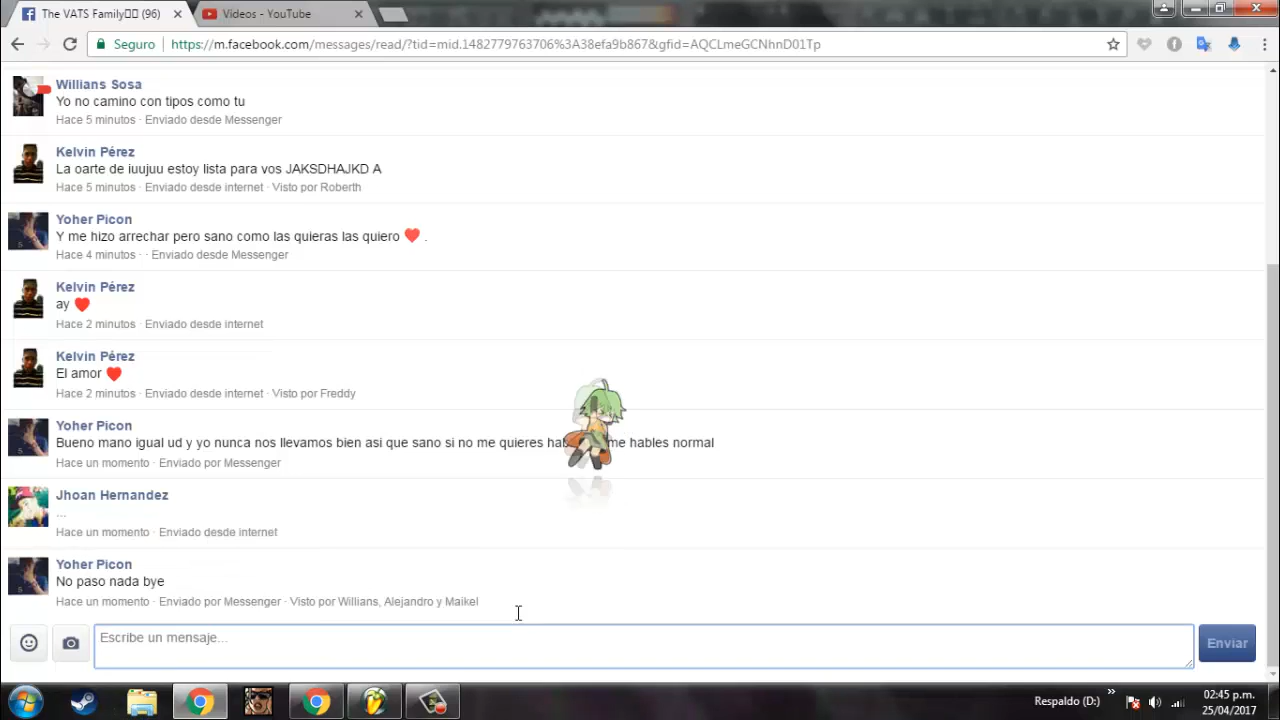 The VATS Family (96)
Videos - YouTube
Seguro
https://m.facebook.com/messages/read/?tid=mid.1482779763706%3A38efa9b867&gfid=AQCLmeGCNhnD01Tp
Willians Sosa
Yo no camino con tipos como tu
Hace 5 minutos · Enviado desde Messenger
Kelvin Pérez
La oarte de iuujuu estoy lista para vos JAKSDHAJKD A
Hace 5 minutos · Enviado desde internet · Visto por Roberth
Yoher Picon
Y me hizo arrechar pero sano como las quieras las quiero ❤ .
Hace 4 minutos · · Enviado desde Messenger
Kelvin Pérez
ay ❤
Hace 2 minutos · Enviado desde internet
Kelvin Pérez
El amor ❤
Hace 2 minutos · Enviado desde internet · Visto por Freddy
Yoher Picon
Bueno mano igual ud y yo nunca nos llevamos bien asi que sano si no me quieres me hables normal
Hace un momento · Enviado por Messenger
Jhoan Hernandez
...
Hace un momento · Enviado desde internet
Yoher Picon
No paso nada bye
Hace un momento · Enviado por Messenger · Visto por Willians, Alejandro y Maikel
Escribe un mensaje...
Enviar
Respaldo (D:)
»
02:45 p.m.
25/04/2017